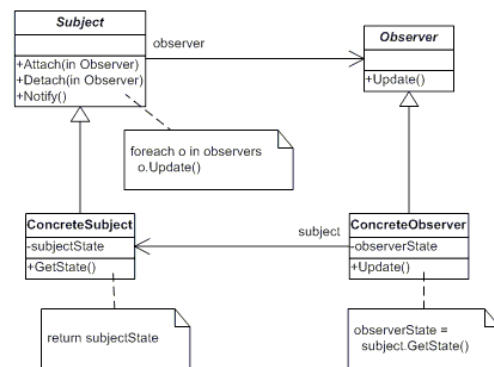 Subject
+Attach(in Observer)
+Detach(in Observer)
+Notify()
observer
Observer
+Update()
foreach o in observers
o.Update()
ConcreteSubject
-subjectState
+GetState()
subject
ConcreteObserver
-observerState
+Update()
return subjectState
observerState =
subject.GetState()